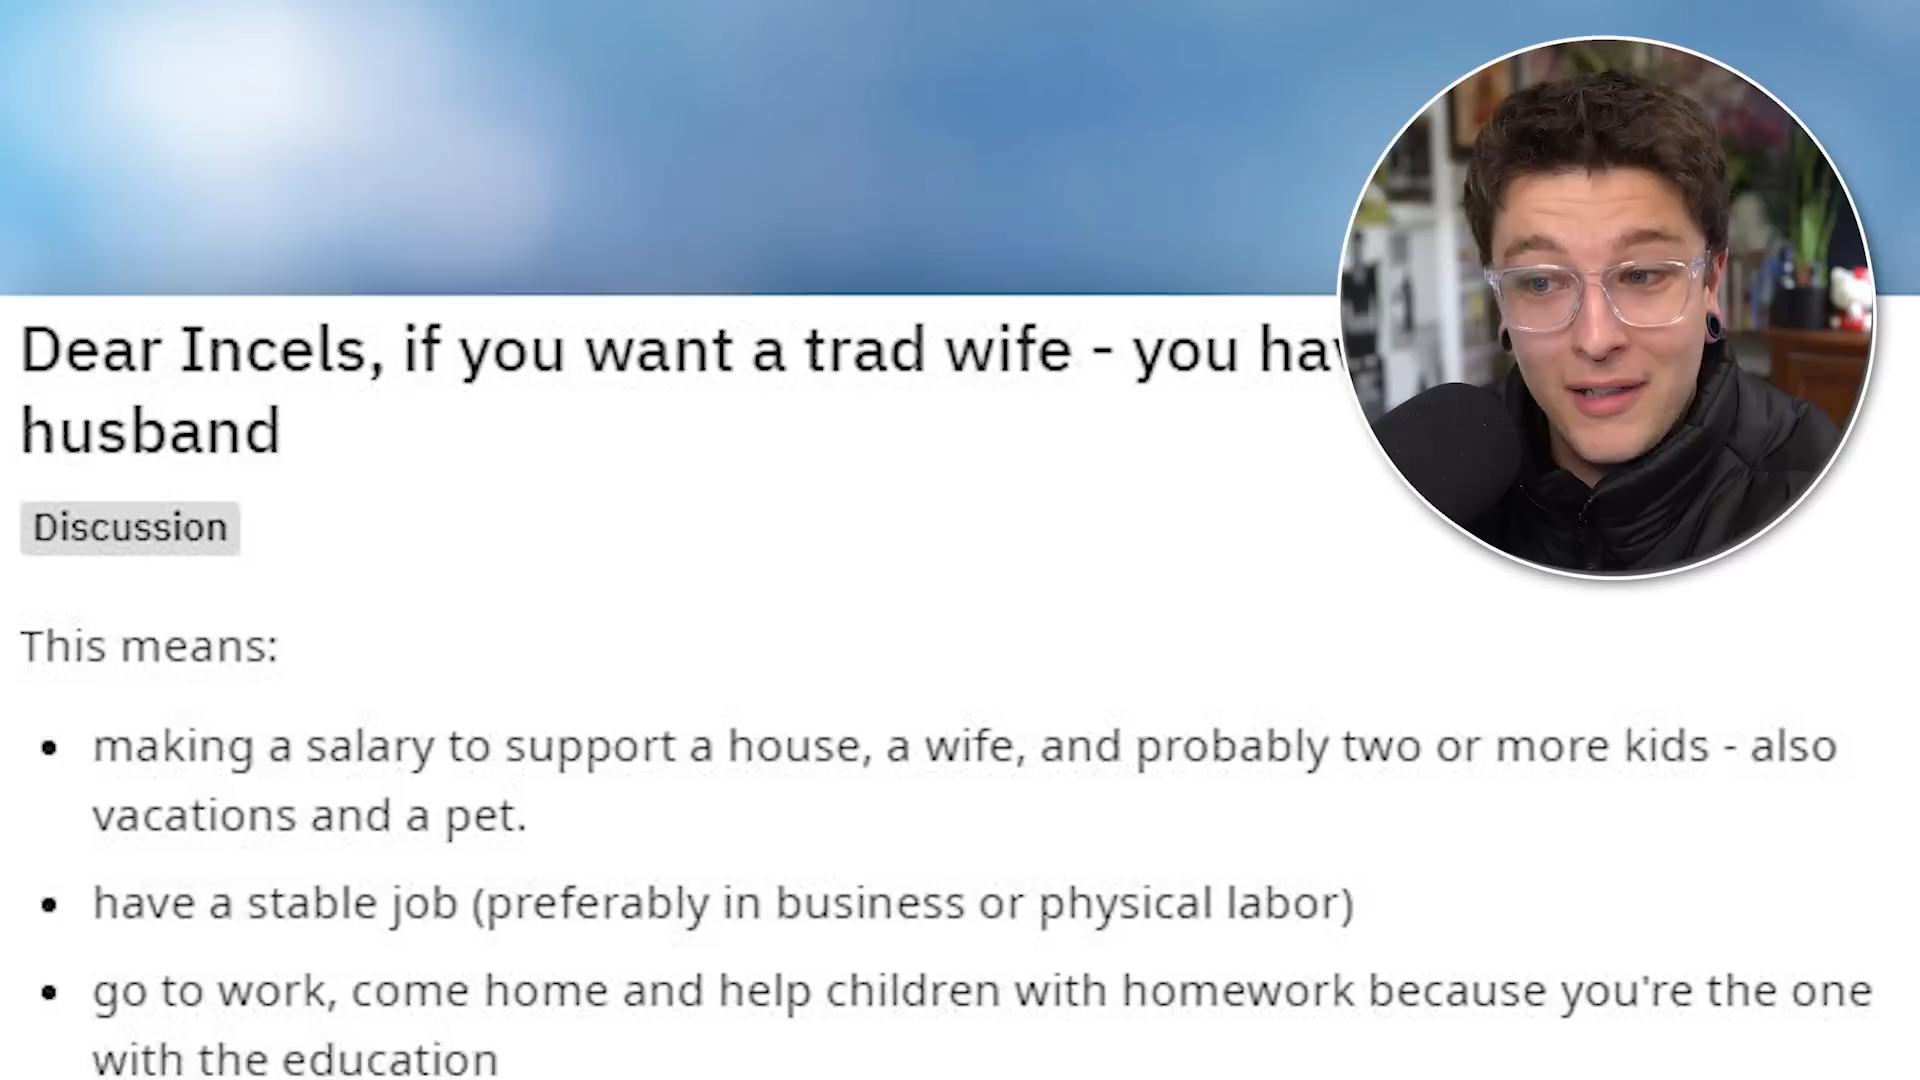 Dear Incels, if you want a trad wife - you
husband
Discussion
This means:
making a salary to support a house, a wife, and probably two or more kids - also
vacations and a pet.
have a stable job (preferably in business or physical labor)
go to work, come home and help children with homework because you're the one
with the education